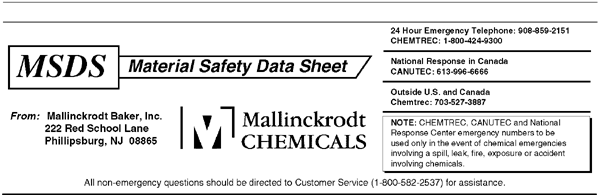 24 Hour Emergency Telephone: 908-859-2151
CHEMTREC: 1-800-424-9300
National Response in Canada
CANUTEC: 613-996-6666
Outside U.S. and Canada
Chemtrec: 703-527-3887
NOTE: CHEMTREC, CANUTEC and National
Response Center emergency numbers to be
used only in the event of chemical emergencies
involving a spill, leak, fire, exposure or accident
involving chemicals.
MSDS
Material Safety Data Sheet
From: Mallinckrodt Baker, Inc.
222 Red School Lane
Phillipsburg, NJ 08865
M
Mallinckrodt
CHEMICALS
All non-emergency questions should be directed to Customer Service (1-800-582-2537) for assistance.